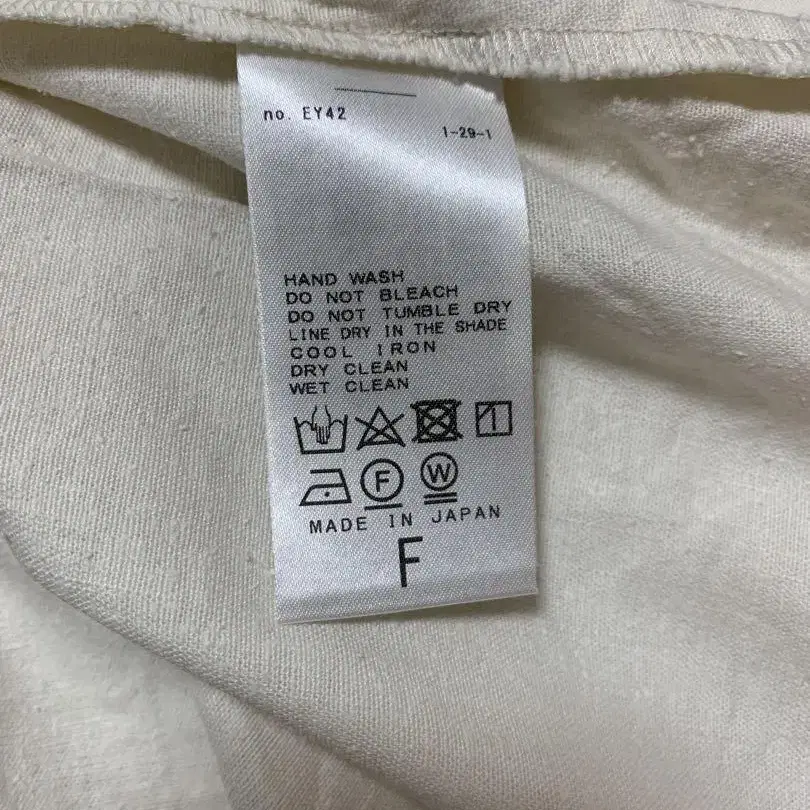 no. EY42
1-29-1
HAND WASH
DO NOT BLEACH
DO NOT TUMBLE DRY
LINE DRY IN THE SHADE
COOL IRON
DRY CLEAN
WET CLEAN
F W
MADE IN JAPAN
F